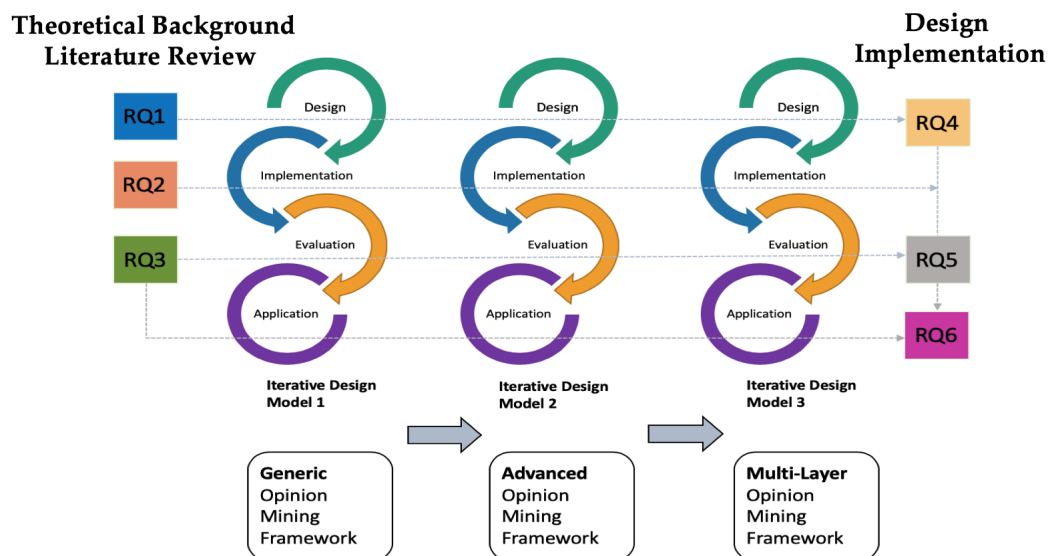 Theoretical Background
Literature Review
Design
Implementation
RQ1
RQ2
RQ3
Design
Implementation
Evaluation
Application
Iterative Design
Model 1
Design
Implementation
Evaluation
Application
Iterative Design
Model 2
Design
Implementation
Evaluation
Application
Iterative Design
Model 3
RQ4
RQ5
RQ6
Generic
Opinion
Mining
Framework
Advanced
Opinion
Mining
Framework
Multi-Layer
Opinion
Mining
Framework